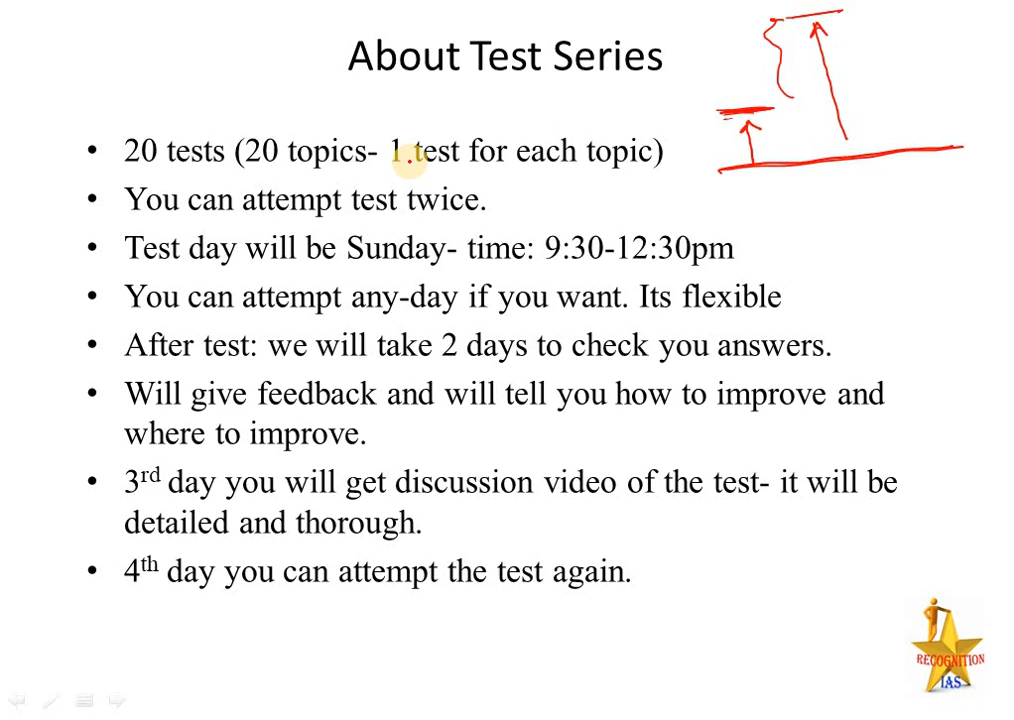 About Test Series
• 20 tests (20 topics- 1 test for each topic)
• You can attempt test twice.
• Test day will be Sunday- time: 9:30-12:30pm
• You can attempt any-day if you want. Its flexible
• After test: we will take 2 days to check you answers.
• Will give feedback and will tell you how to improve and
where to improve.
• 3rd day you will get discussion video of the test- it will be
detailed and thorough.
• 4th day you can attempt the test again.
RECOGNITION
IAS